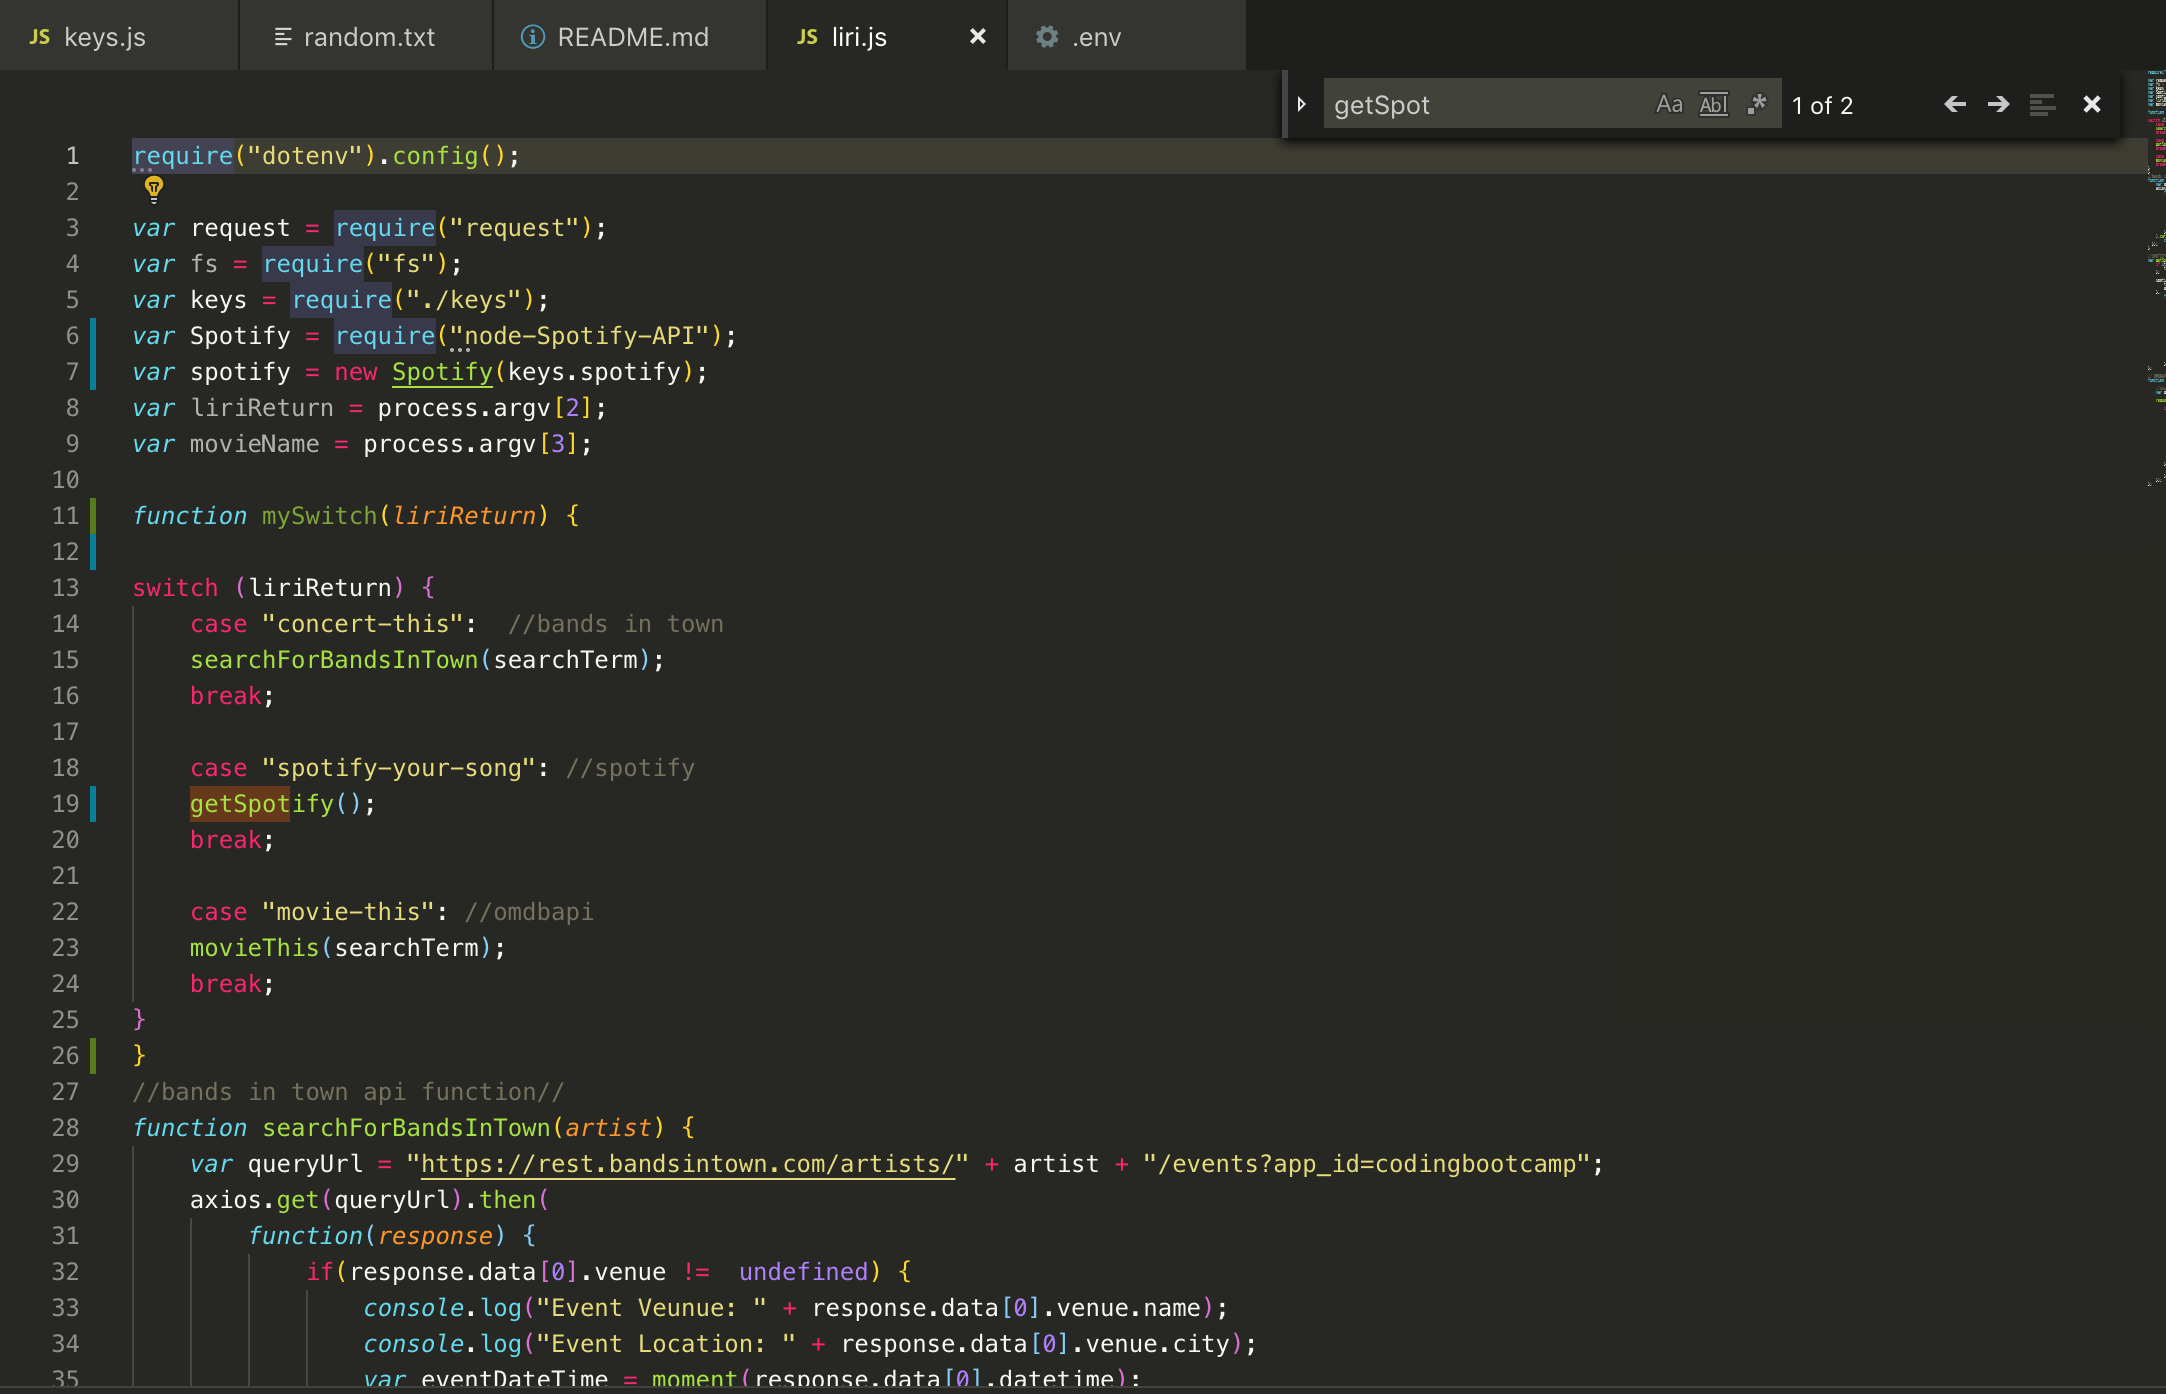 JS keys.js random.txt README.md JS liri.js .env
getSpot Aa Abl .* 1 of 2
1 require("dotenv").config();
2
3 var request = require("request");
4 var fs = require("fs");
5 var keys = require("./keys");
6 var Spotify = require("node-Spotify-API");
7 var spotify = new Spotify(keys.spotify);
8 var liriReturn = process.argv[2];
9 var movieName = process.argv[3];
10
11 function mySwitch(liriReturn) {
12
13 switch (liriReturn) {
14     case "concert-this":  //bands in town
15     searchForBandsInTown(searchTerm);
16     break;
17
18     case "spotify-your-song": //spotify
19     getSpotify();
20     break;
21
22     case "movie-this": //omdbapi
23     movieThis(searchTerm);
24     break;
25 }
26 }
27 //bands in town api function//
28 function searchForBandsInTown(artist) {
29     var queryUrl = "https://rest.bandsintown.com/artists/" + artist + "/events?app_id=codingbootcamp";
30     axios.get(queryUrl).then(
31         function(response) {
32             if(response.data[0].venue !=  undefined) {
33                 console.log("Event Veunue: " + response.data[0].venue.name);
34                 console.log("Event Location: " + response.data[0].venue.city);
35                 var eventDateTime = moment(response.data[0].datetime);